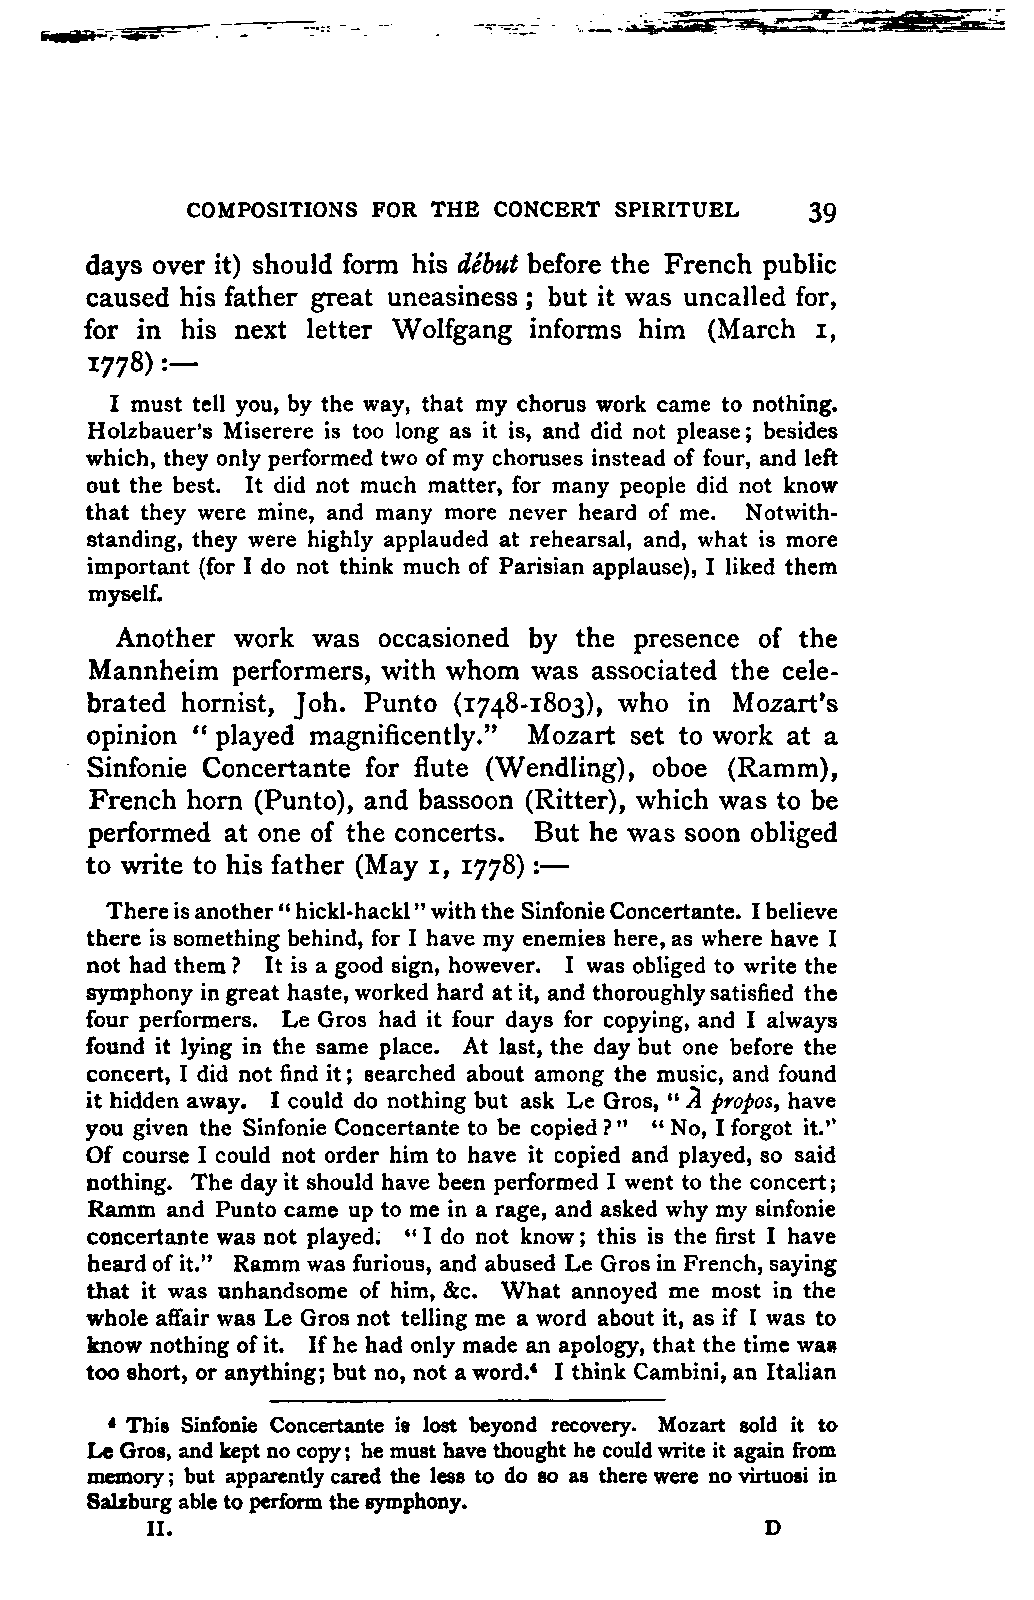 COMPOSITIONS FOR THE CONCERT SPIRITUEL 39
days over it) should form his début before the French public
caused his father great uneasiness ; but it was uncalled for,
for in his next letter Wolfgang informs him (March 1,
1778) :—
I must tell you, by the way, that my chorus work came to nothing.
Holzbauer's Miserere is too long as it is, and did not please; besides
which, they only performed two of my choruses instead of four, and left
out the best. It did not much matter, for many people did not know
that they were mine, and many more never heard of me. Notwith-
standing, they were highly applauded at rehearsal, and, what is more
important (for I do not think much of Parisian applause), I liked them
myself.
Another work was occasioned by the presence of the
Mannheim performers, with whom was associated the cele-
brated hornist, Joh. Punto (1748-1803), who in Mozart's
opinion " played magnificently." Mozart set to work at a
Sinfonie Concertante for flute (Wendling), oboe (Ramm),
French horn (Punto), and bassoon (Ritter), which was to be
performed at one of the concerts. But he was soon obliged
to write to his father (May 1, 1778) :—
There is another " hickl-hackl " with the Sinfonie Concertante. I believe
there is something behind, for I have my enemies here, as where have I
not had them ? It is a good sign, however. I was obliged to write the
symphony in great haste, worked hard at it, and thoroughly satisfied the
four performers. Le Gros had it four days for copying, and I always
found it lying in the same place. At last, the day but one before the
concert, I did not find it ; searched about among the music, and found
it hidden away. I could do nothing but ask Le Gros, " À propos, have
you given the Sinfonie Concertante to be copied ?" " No, I forgot it."
Of course I could not order him to have it copied and played, so said
nothing. The day it should have been performed I went to the concert ;
Ramm and Punto came up to me in a rage, and asked why my sinfonie
concertante was not played. " I do not know ; this is the first I have
heard of it." Ramm was furious, and abused Le Gros in French, saying
that it was unhandsome of him, &c. What annoyed me most in the
whole affair was Le Gros not telling me a word about it, as if I was to
know nothing of it. If he had only made an apology, that the time was
too short, or anything; but no, not a word.⁴ I think Cambini, an Italian
⁴ This Sinfonie Concertante is lost beyond recovery. Mozart sold it to
Le Gros, and kept no copy ; he must have thought he could write it again from
memory ; but apparently cared the less to do so as there were no virtuosi in
Salzburg able to perform the symphony.
II. D